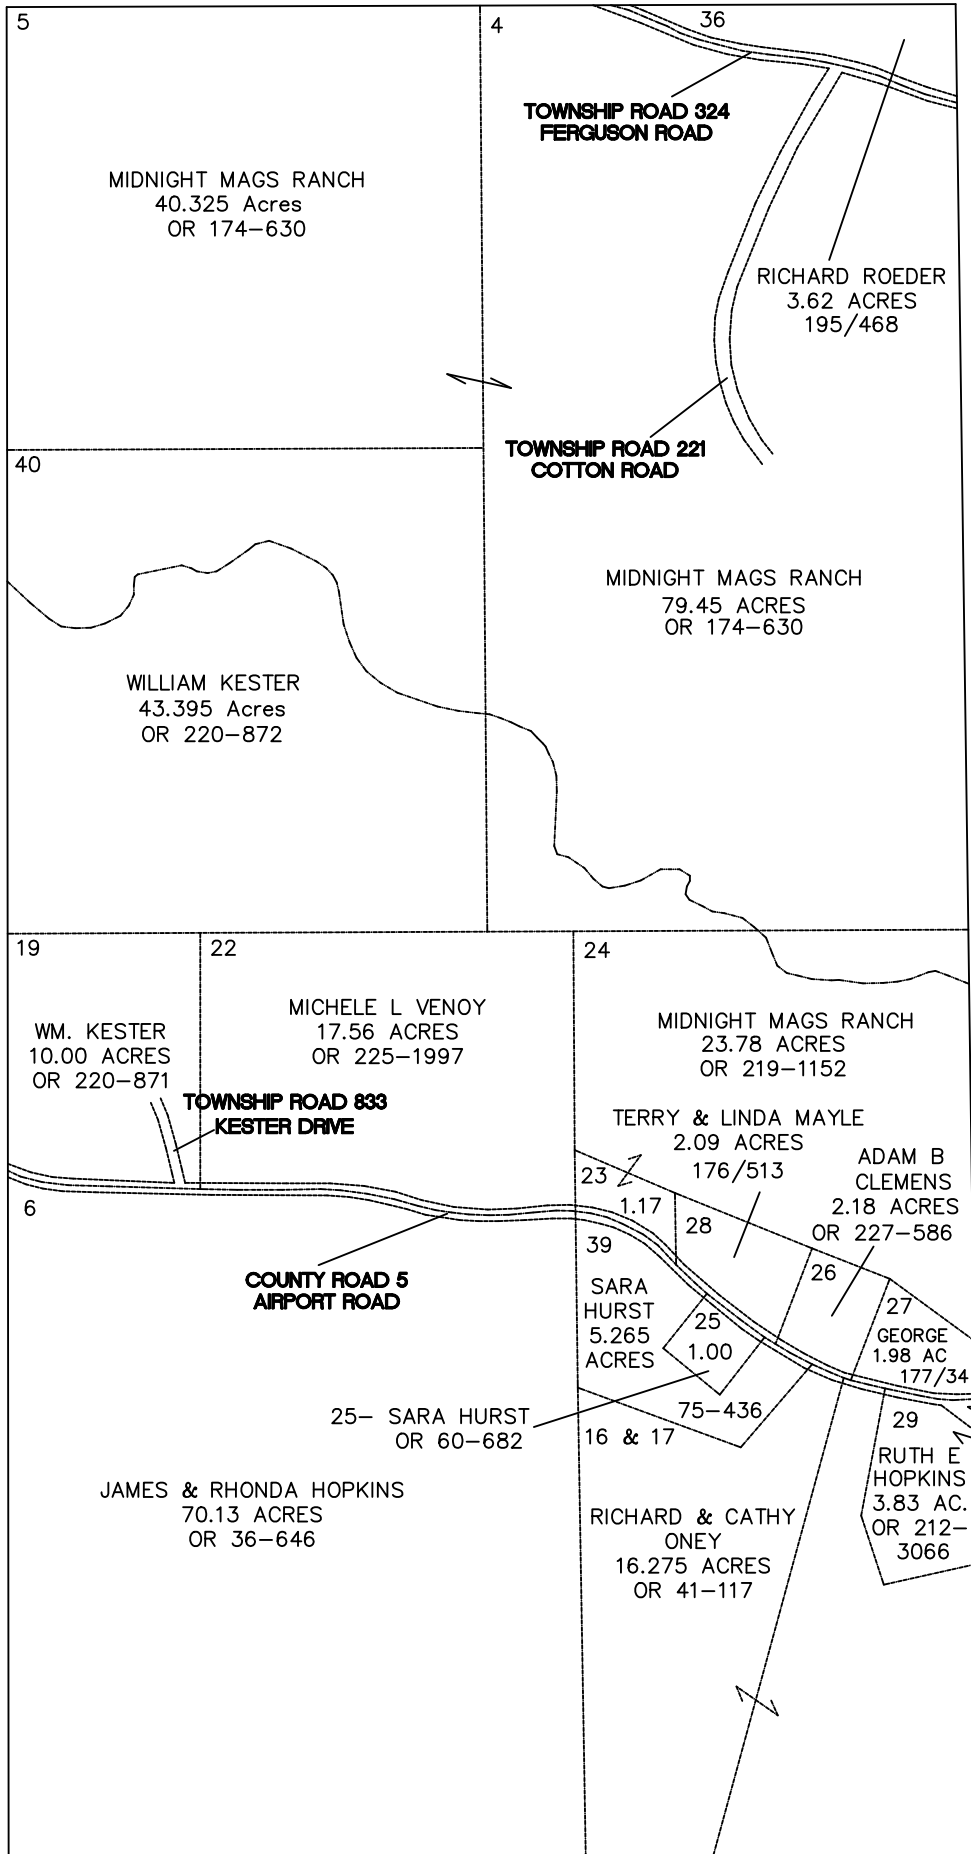 5
4
36
TOWNSHIP ROAD 324
FERGUSON ROAD
MIDNIGHT MAGS RANCH
40.325 Acres
OR 174-630
RICHARD ROEDER
3.62 ACRES
195/468
TOWNSHIP ROAD 221
COTTON ROAD
40
MIDNIGHT MAGS RANCH
79.45 ACRES
OR 174-630
WILLIAM KESTER
43.395 Acres
OR 220-872
19
22
24
WM. KESTER
10.00 ACRES
OR 220-871
MICHELE L VENOY
17.56 ACRES
OR 225-1997
MIDNIGHT MAGS RANCH
23.78 ACRES
OR 219-1152
TOWNSHIP ROAD 833
KESTER DRIVE
TERRY & LINDA MAYLE
2.09 ACRES
176/513
ADAM B
CLEMENS
2.18 ACRES
OR 227-586
23
1.17
28
6
39
26
27
COUNTY ROAD 5
AIRPORT ROAD
SARA
HURST
5.265
ACRES
25
1.00
GEORGE
1.98 AC
177/34
75-436
29
25- SARA HURST
OR 60-682
16 & 17
RUTH E
HOPKINS
3.83 AC.
OR 212-
3066
JAMES & RHONDA HOPKINS
70.13 ACRES
OR 36-646
RICHARD & CATHY
ONEY
16.275 ACRES
OR 41-117